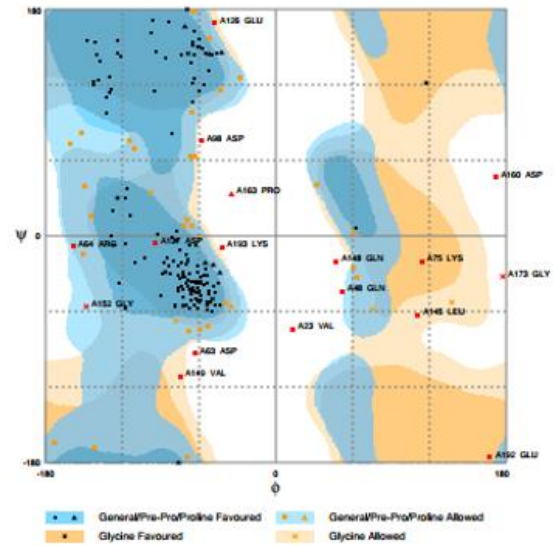 180
A126 GLU
A98 ASP
A160 ASP
A163 PRO
ψ
0
A64 ARG
ASP
A193 LYS
A148 GLN
A75 LYS
A173 GLY
A152 GLY
A48 GLN
A145 LEU
A23 VAL
A63 ASP
A149 VAL
A192 GLU
-180
-180
0
180
ϕ
General/Pre-Pro/Proline Favoured
General/Pre-Pro/Proline Allowed
Glycine Favoured
Glycine Allowed